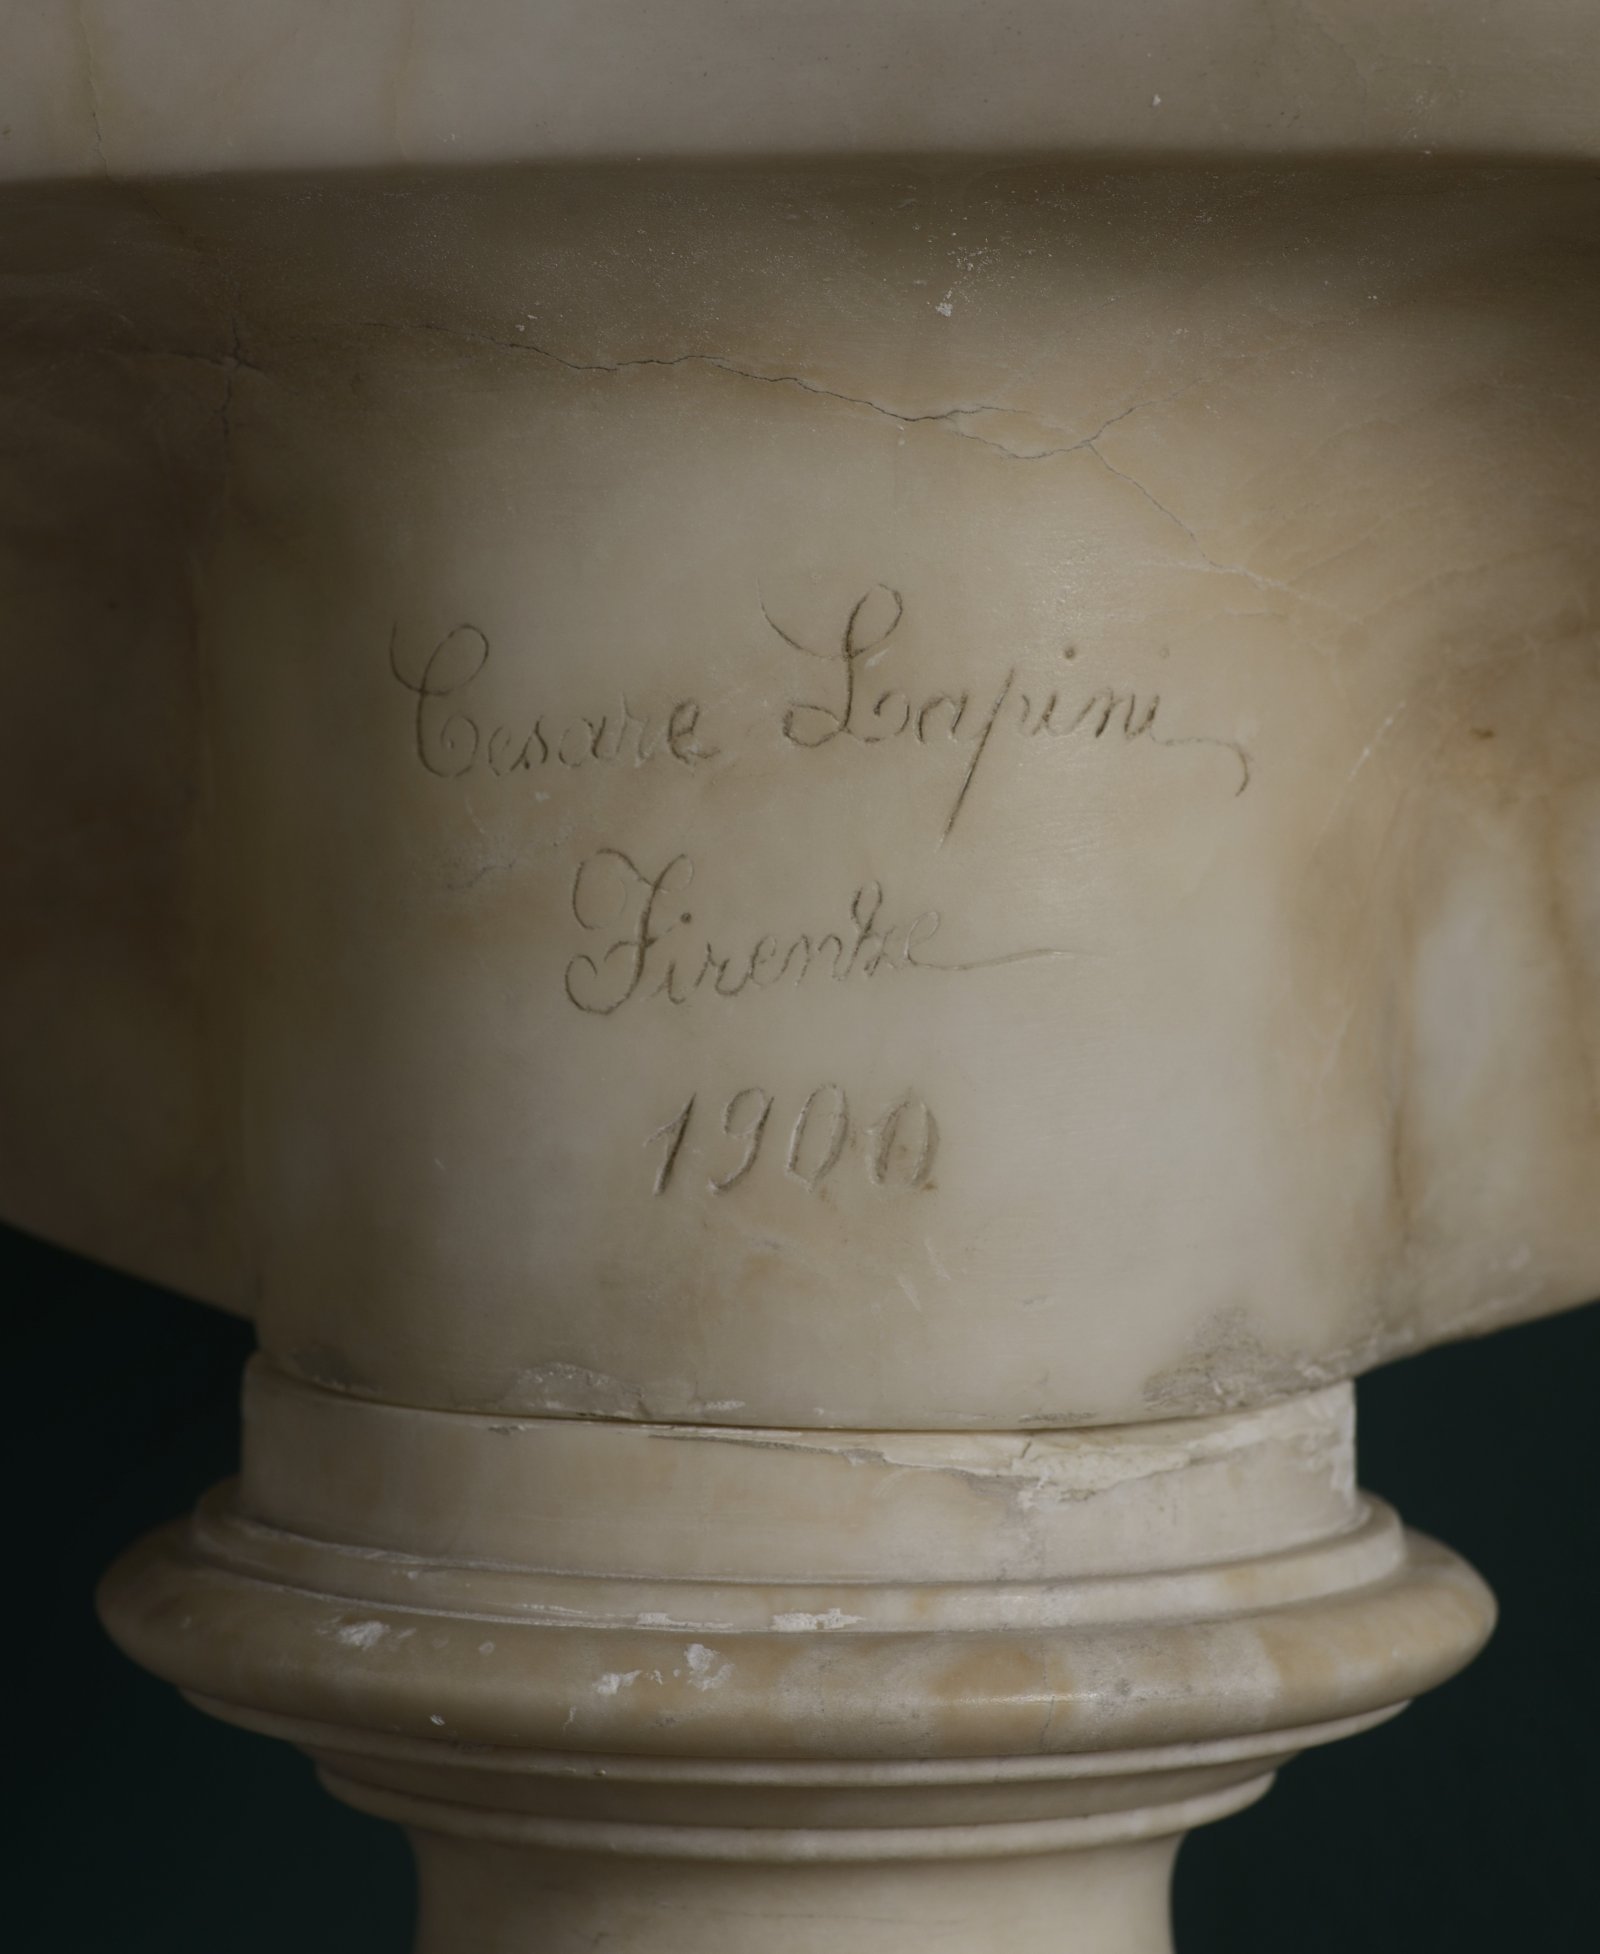 Cesare Lapini
Firenze
1900